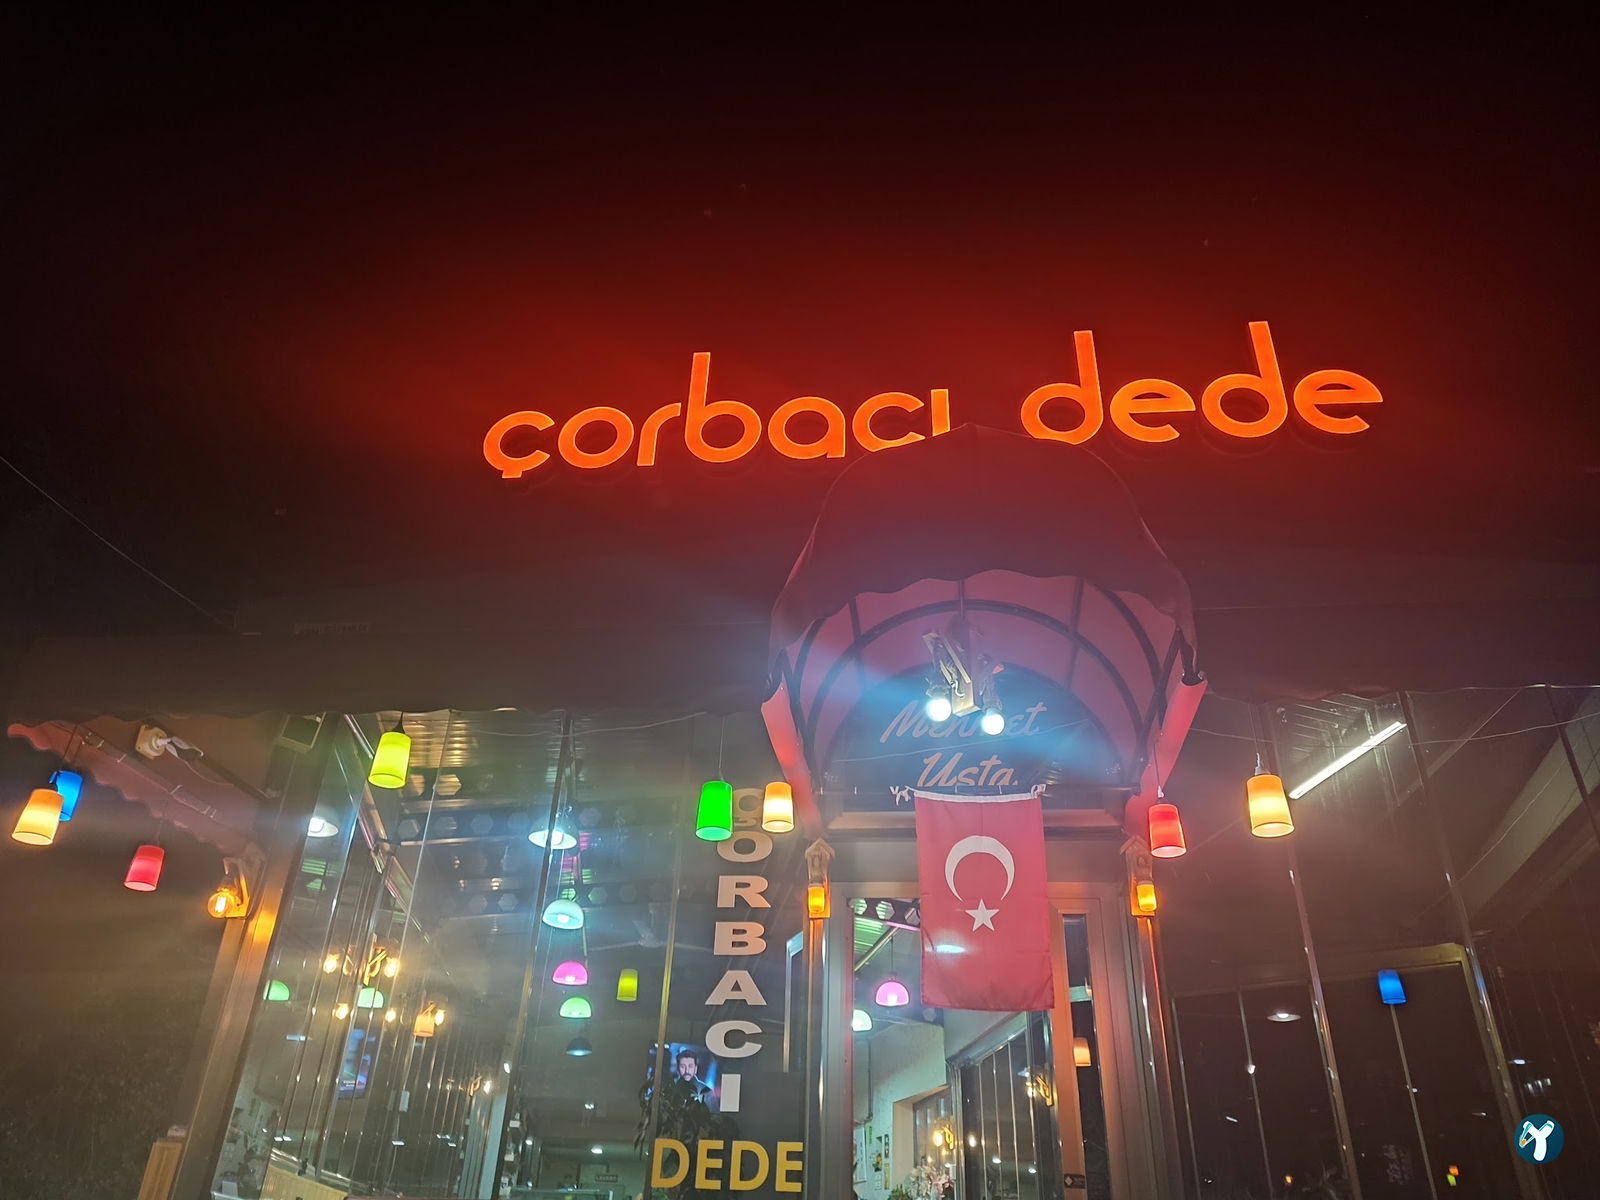 çorbacı dede
Mehmet
Usta
ÇORBACI
DEDE